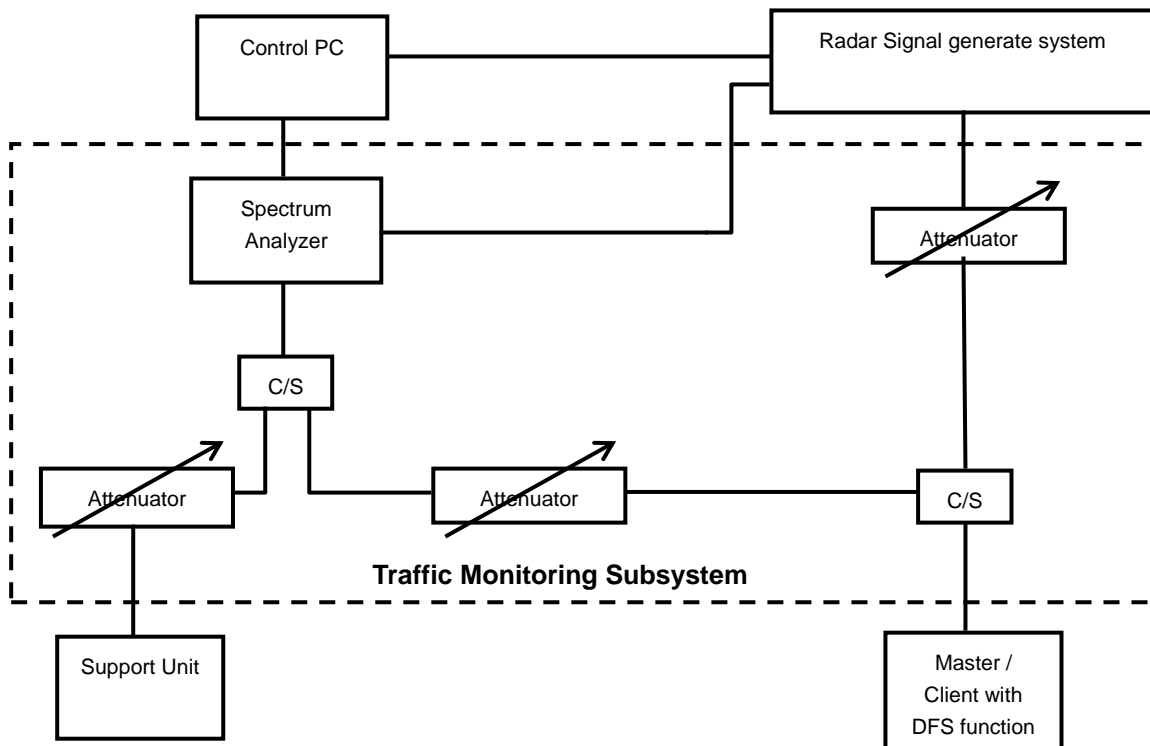 Control PC
Radar Signal generate system
Spectrum
Analyzer
Attenuator
C/S
Attenuator
Attenuator
C/S
Traffic Monitoring Subsystem
Support Unit
Master /
Client with
DFS function